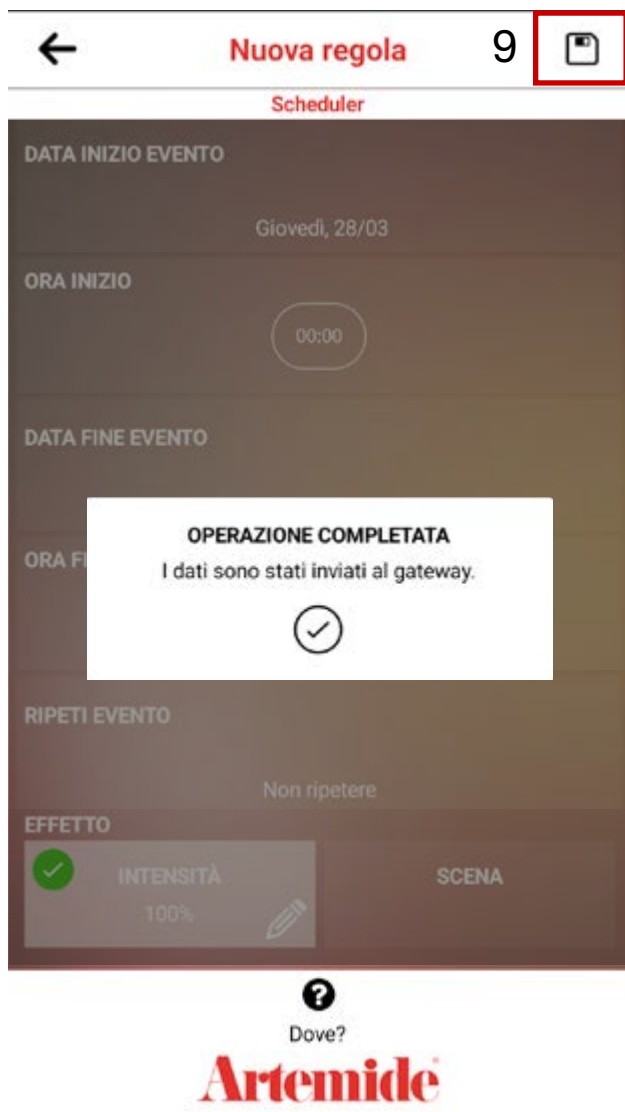 Nuova regola 9
Scheduler
DATA INIZIO EVENTO
Giovedì, 28/03
ORA INIZIO
00:00
DATA FINE EVENTO
OPERAZIONE COMPLETATA
ORA FI
I dati sono stati inviati al gateway.
RIPETI EVENTO
Non ripetere
EFFETTO
INTENSITÀ
SCENA
100%
?
Dove?
Artemide